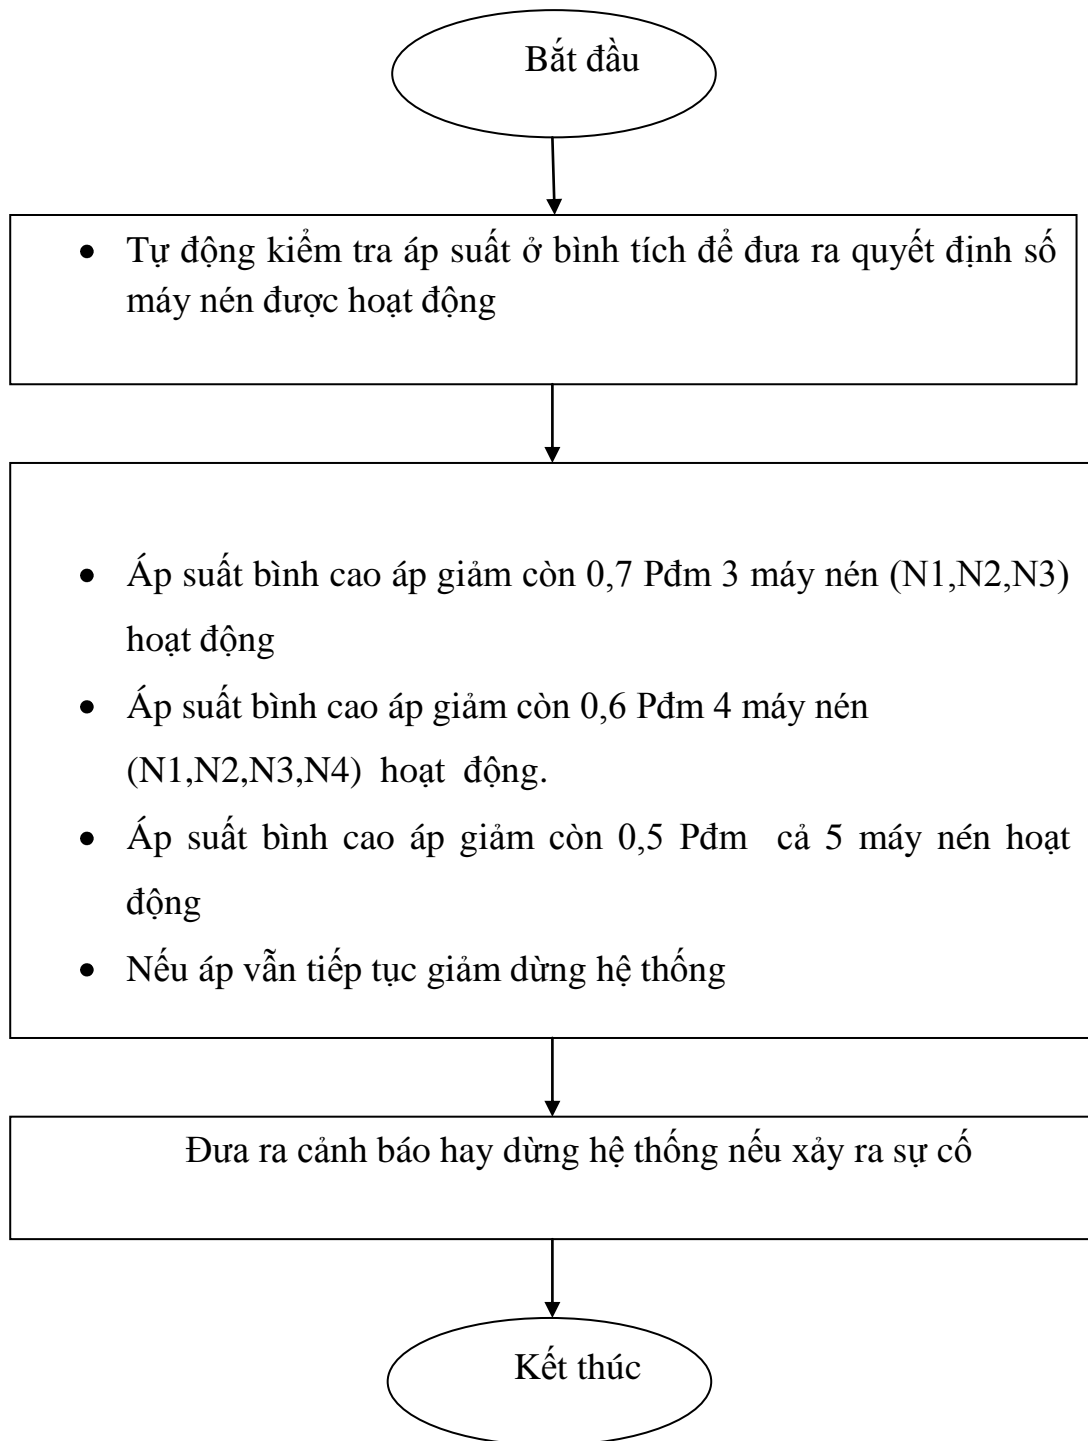 Bắt đầu
• Tự động kiểm tra áp suất ở bình tích để đưa ra quyết định số
máy nén được hoạt động
• Áp suất bình cao áp giảm còn 0,7 Pđm 3 máy nén (N1,N2,N3)
hoạt động
• Áp suất bình cao áp giảm còn 0,6 Pđm 4 máy nén
(N1,N2,N3,N4) hoạt động.
• Áp suất bình cao áp giảm còn 0,5 Pđm cả 5 máy nén hoạt
động
• Nếu áp vẫn tiếp tục giảm dừng hệ thống
Đưa ra cảnh báo hay dừng hệ thống nếu xảy ra sự cố
Kết thúc